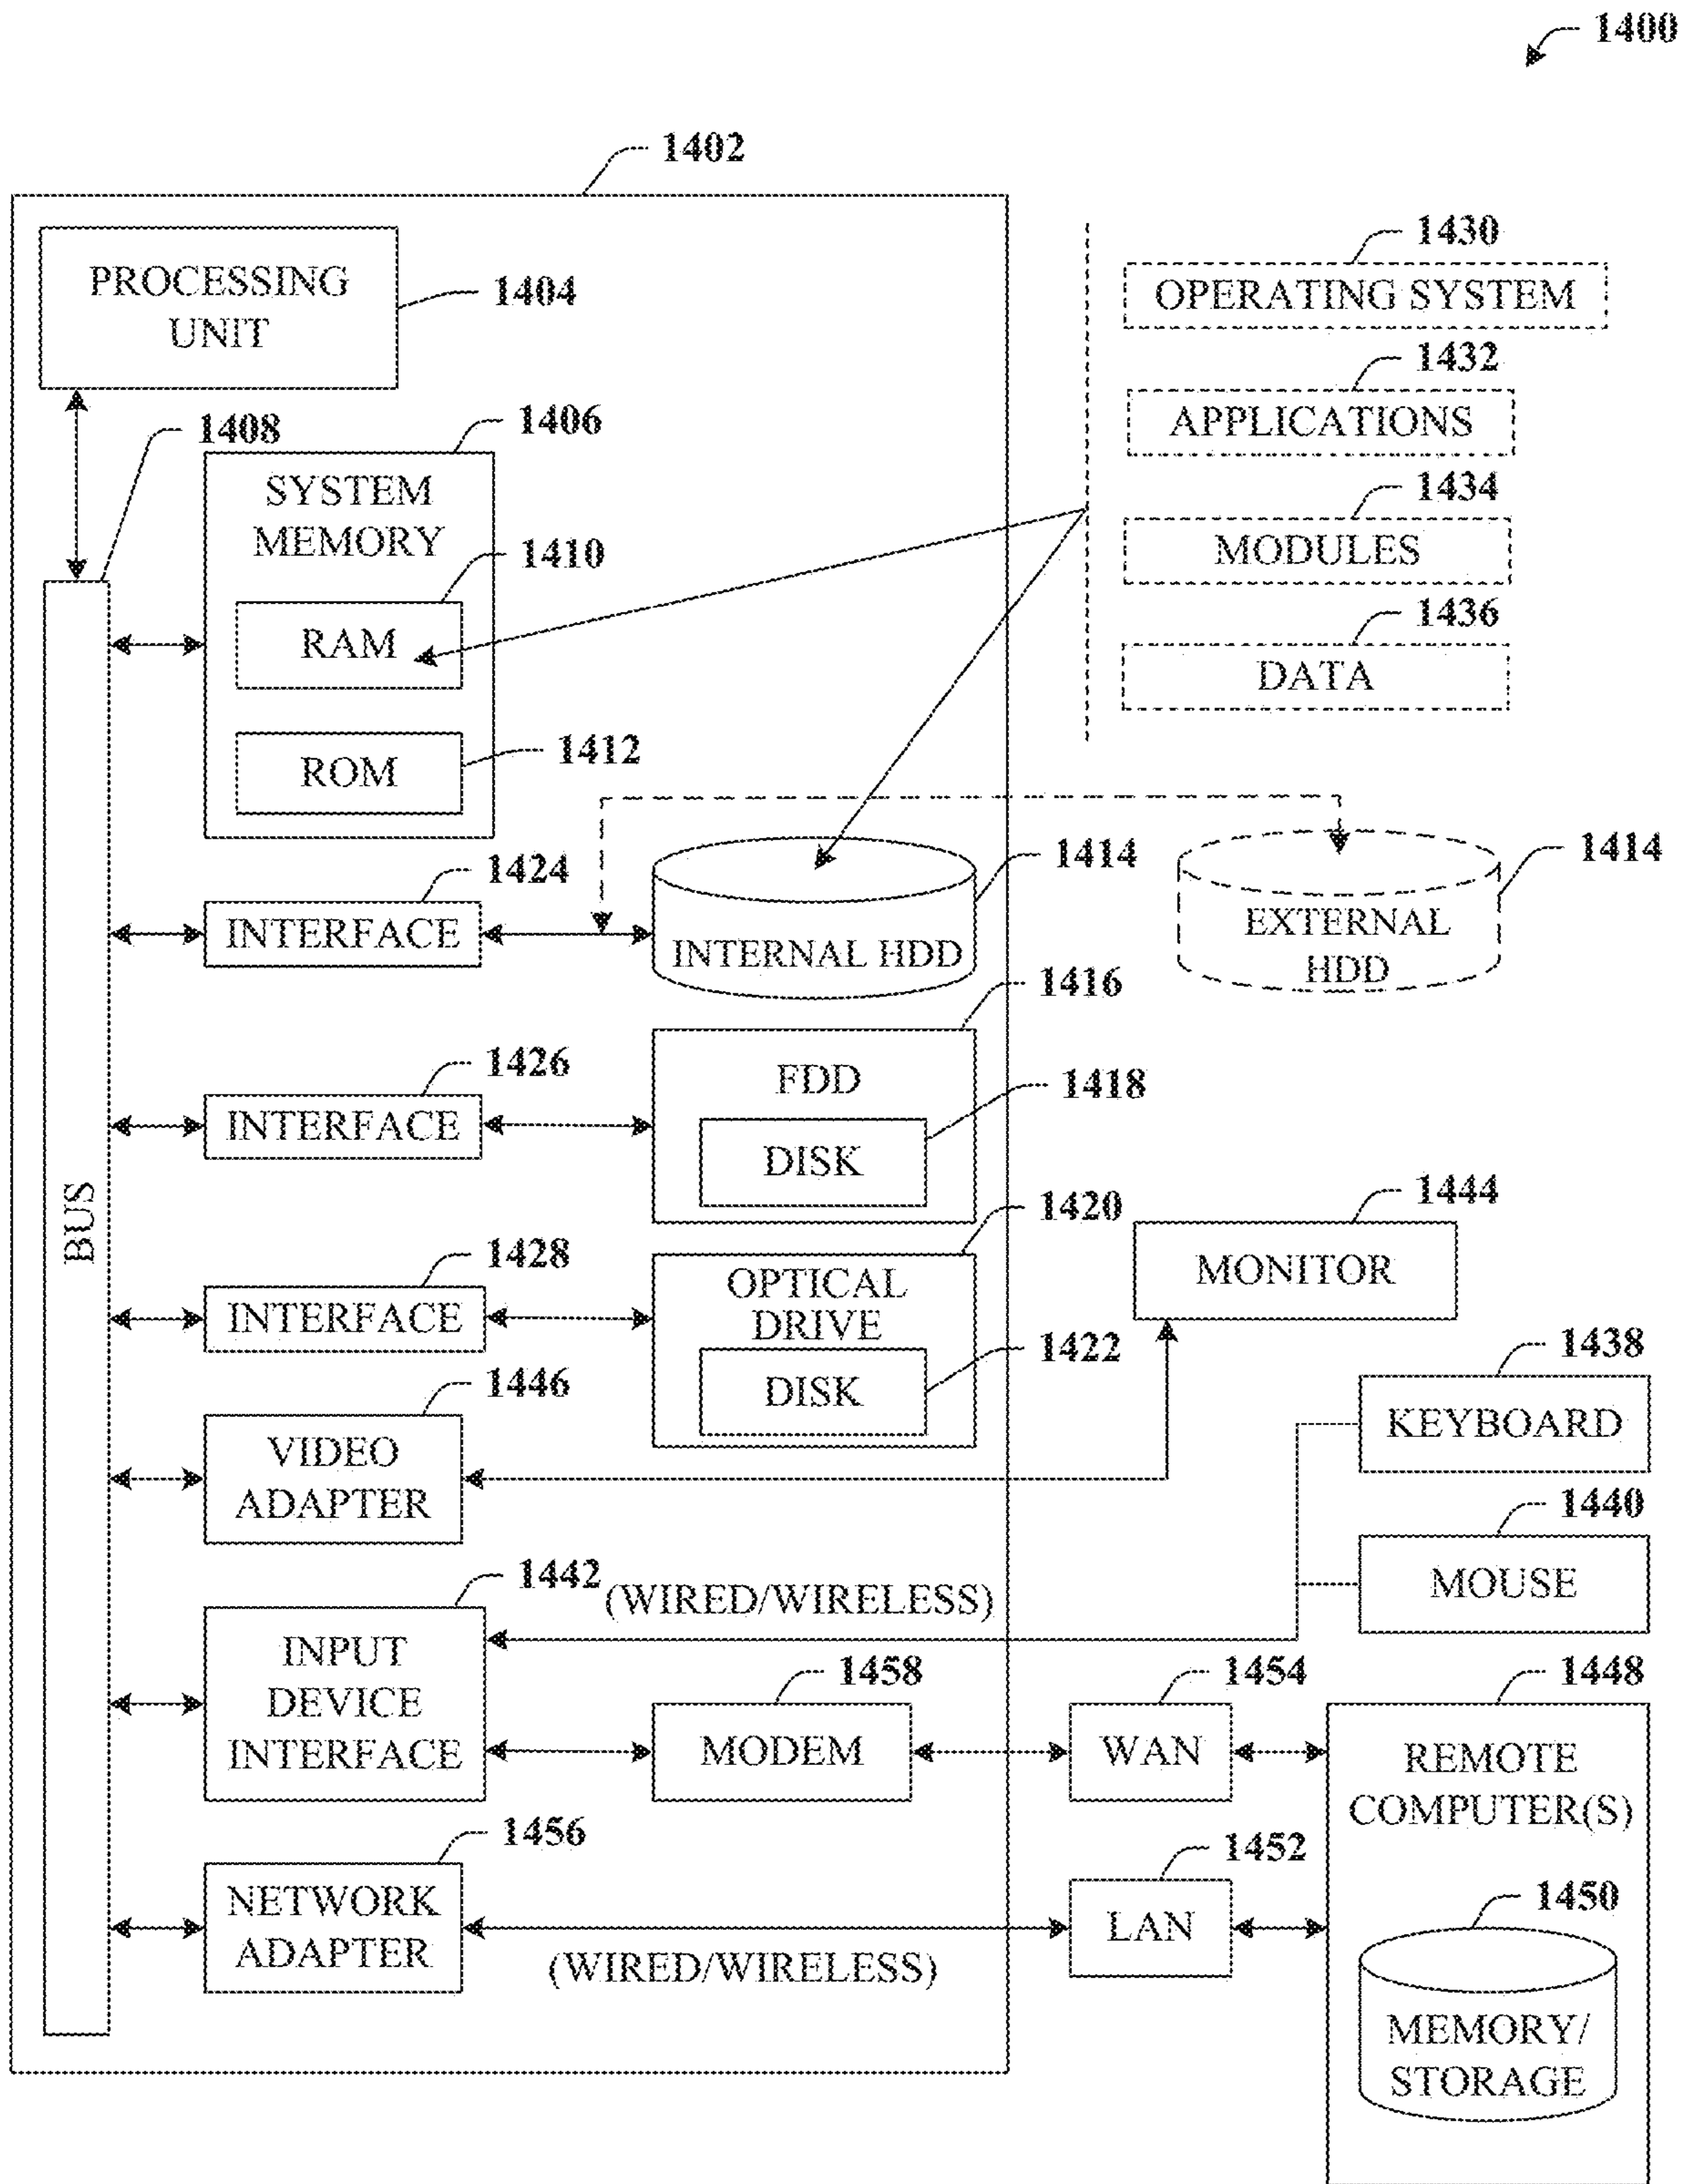 1400
1402
PROCESSING
UNIT
1404
1430
OPERATING SYSTEM
1432
APPLICATIONS
1434
MODULES
1436
DATA
1408
1406
SYSTEM
MEMORY
1410
RAM
1412
ROM
1424
INTERFACE
1414
INTERNAL HDD
1414
EXTERNAL
HDD
1416
FDD
1418
DISK
1426
INTERFACE
BUS
1420
OPTICAL
DRIVE
1422
DISK
1428
INTERFACE
1444
MONITOR
1446
VIDEO
ADAPTER
1438
KEYBOARD
1440
MOUSE
1442
(WIRED/WIRELESS)
INPUT
DEVICE
INTERFACE
1458
MODEM
1454
WAN
1448
REMOTE
COMPUTER(S)
1456
NETWORK
ADAPTER
(WIRED/WIRELESS)
1452
LAN
1450
MEMORY/
STORAGE